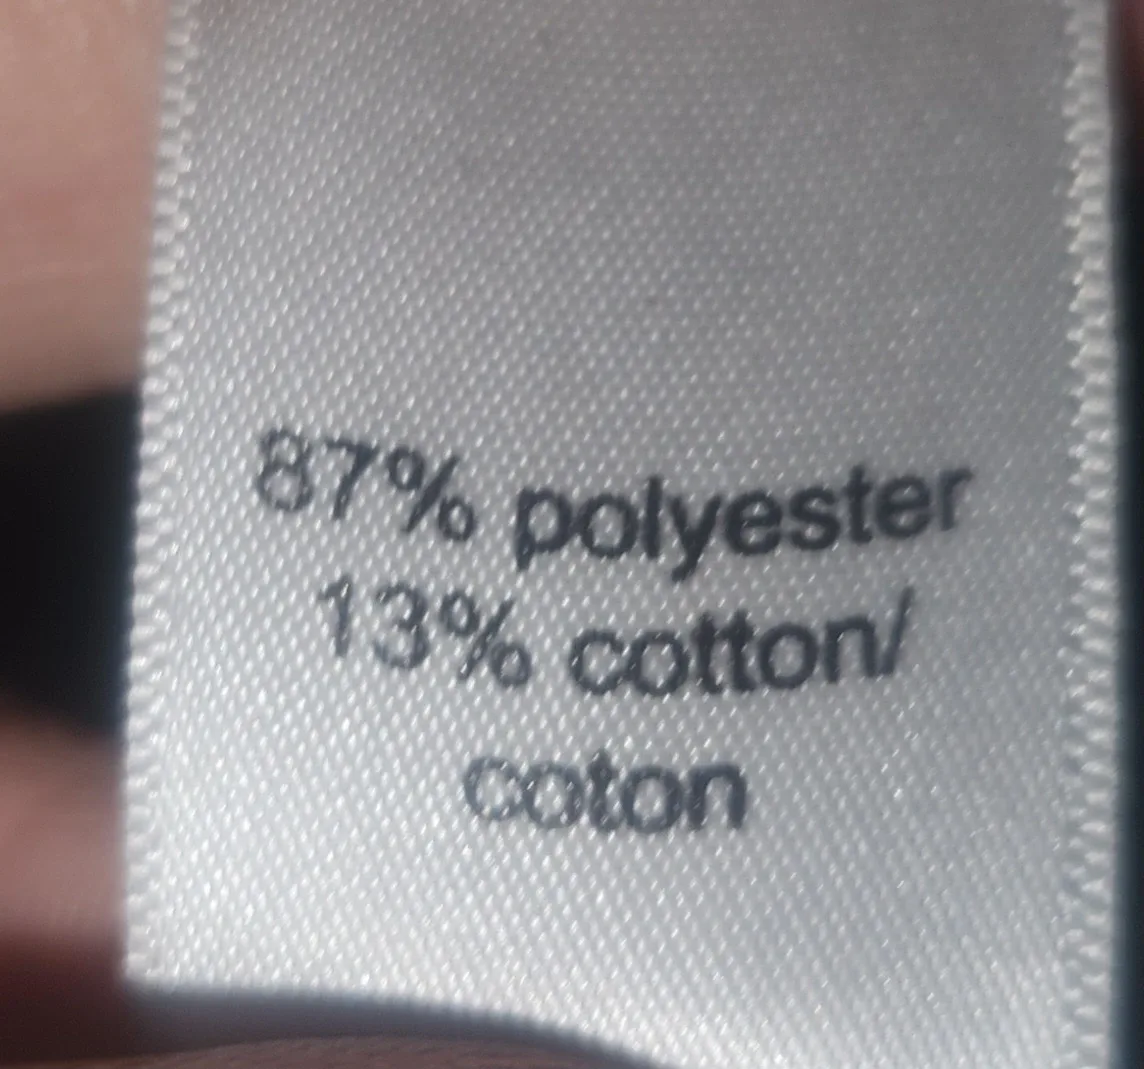 87% polyester
13% cotton/
coton